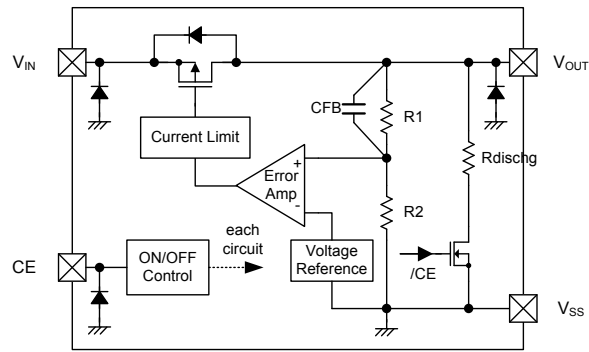 VIN
VOUT
CFB
R1
Current Limit
Rdischg
+
Error
Amp
-
R2
each
circuit
CE
ON/OFF
Control
Voltage
Reference
/CE
VSS